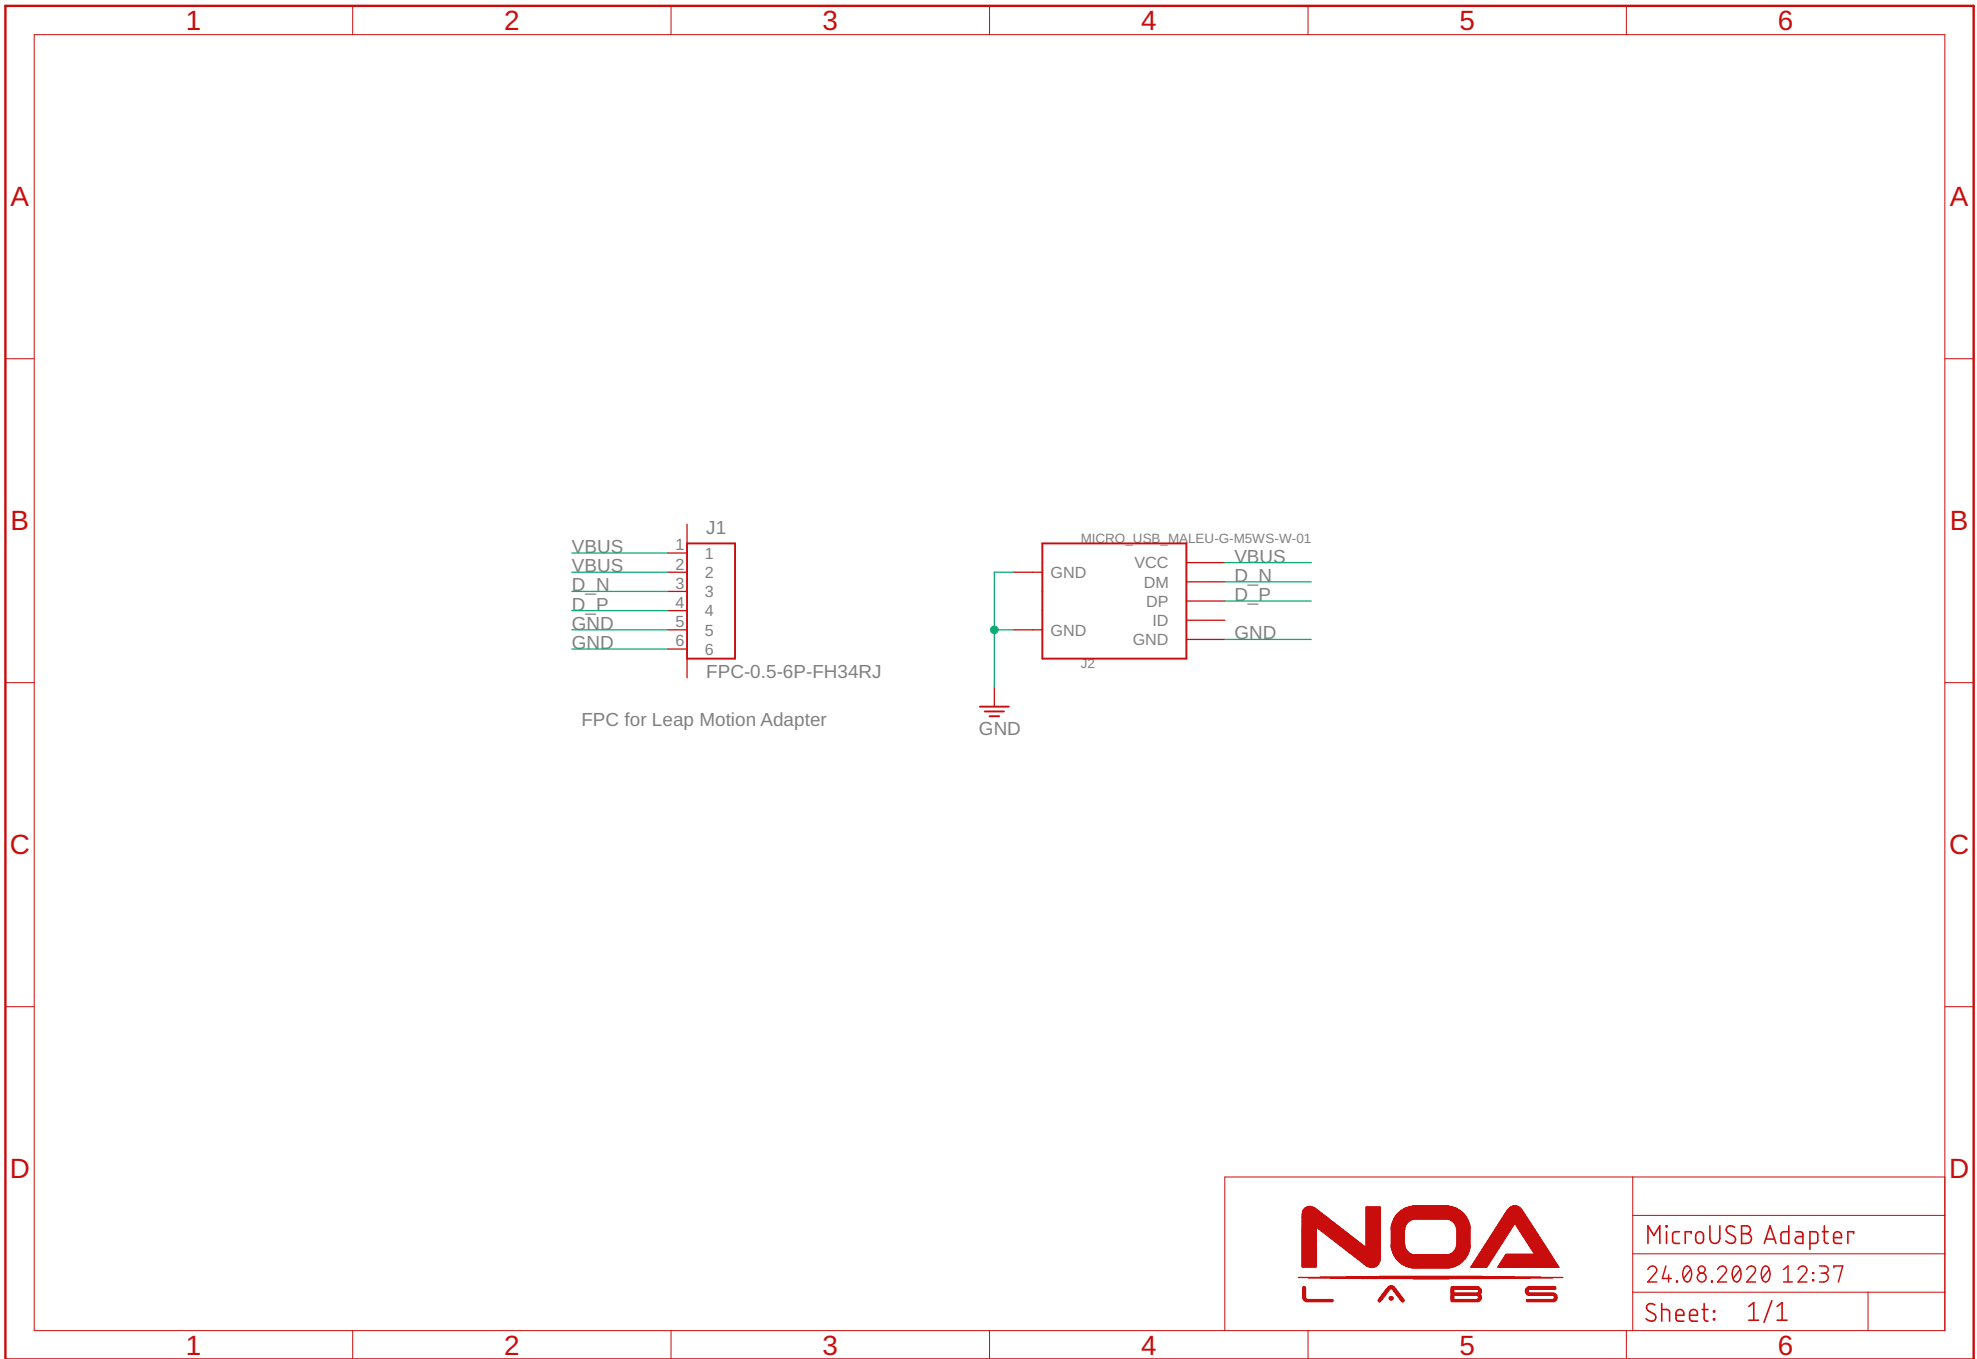 1 2 3 4 5 6
A A
B B
C C
D D
J1
VBUS 1 1
VBUS 2 2
D_N 3 3
D_P 4 4
GND 5 5
GND 6 6
FPC-0.5-6P-FH34RJ
FPC for Leap Motion Adapter
MICRO_USB_MALEU-G-M5WS-W-01
GND VCC VBUS
DM D_N
DP D_P
GND ID
GND GND
J2
GND
NOA
LABS
MicroUSB Adapter
24.08.2020 12:37
Sheet: 1/1
1 2 3 4 5 6